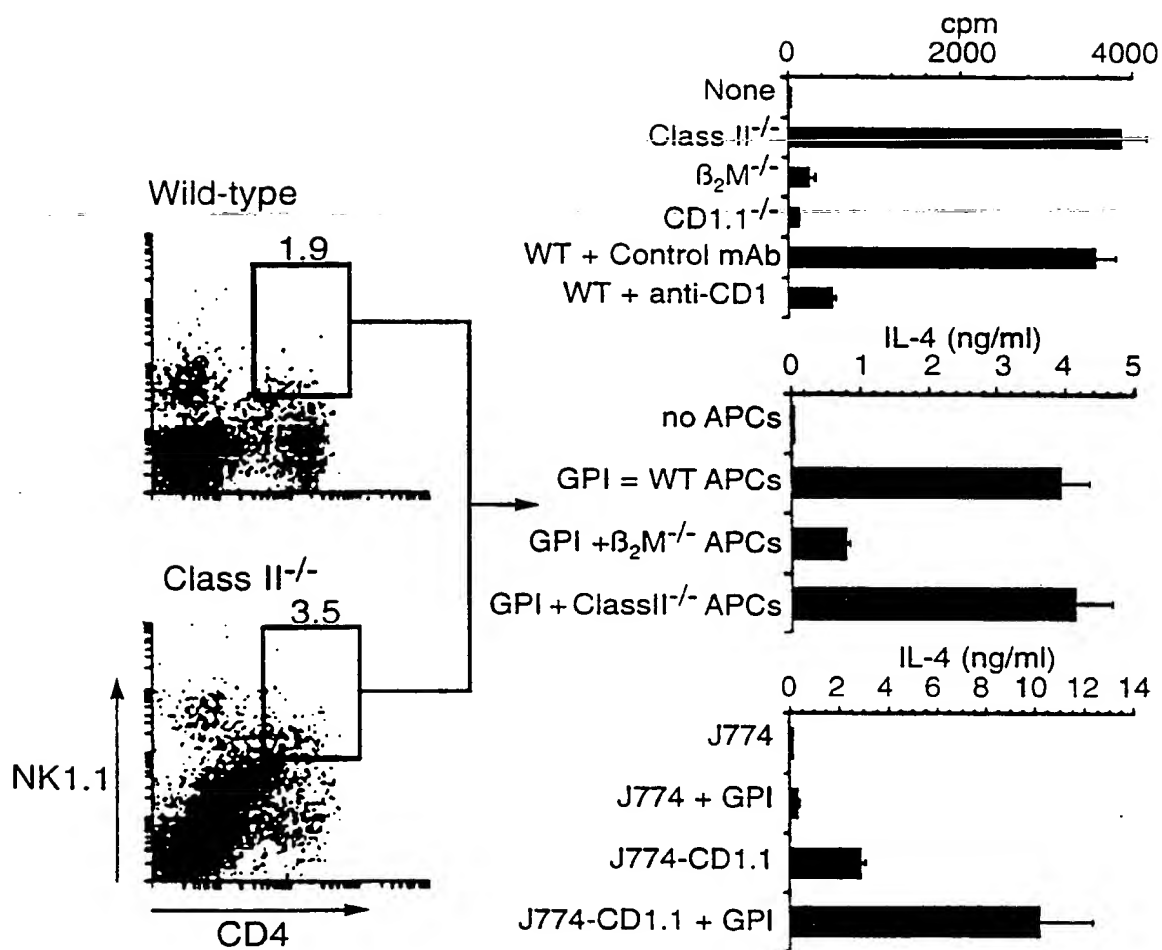 Wild-type
1.9
Class II-/-
3.5
NK1.1
CD4
cpm
0 2000 4000
None
Class II-/-
ß₂M-/-
CD1.1-/-
WT + Control mAb
WT + anti-CD1
IL-4 (ng/ml)
0 1 2 3 4 5
no APCs
GPI = WT APCs
GPI +ß₂M-/- APCs
GPI + ClassII-/- APCs
IL-4 (ng/ml)
0 2 4 6 8 10 12 14
J774
J774 + GPI
J774-CD1.1
J774-CD1.1 + GPI